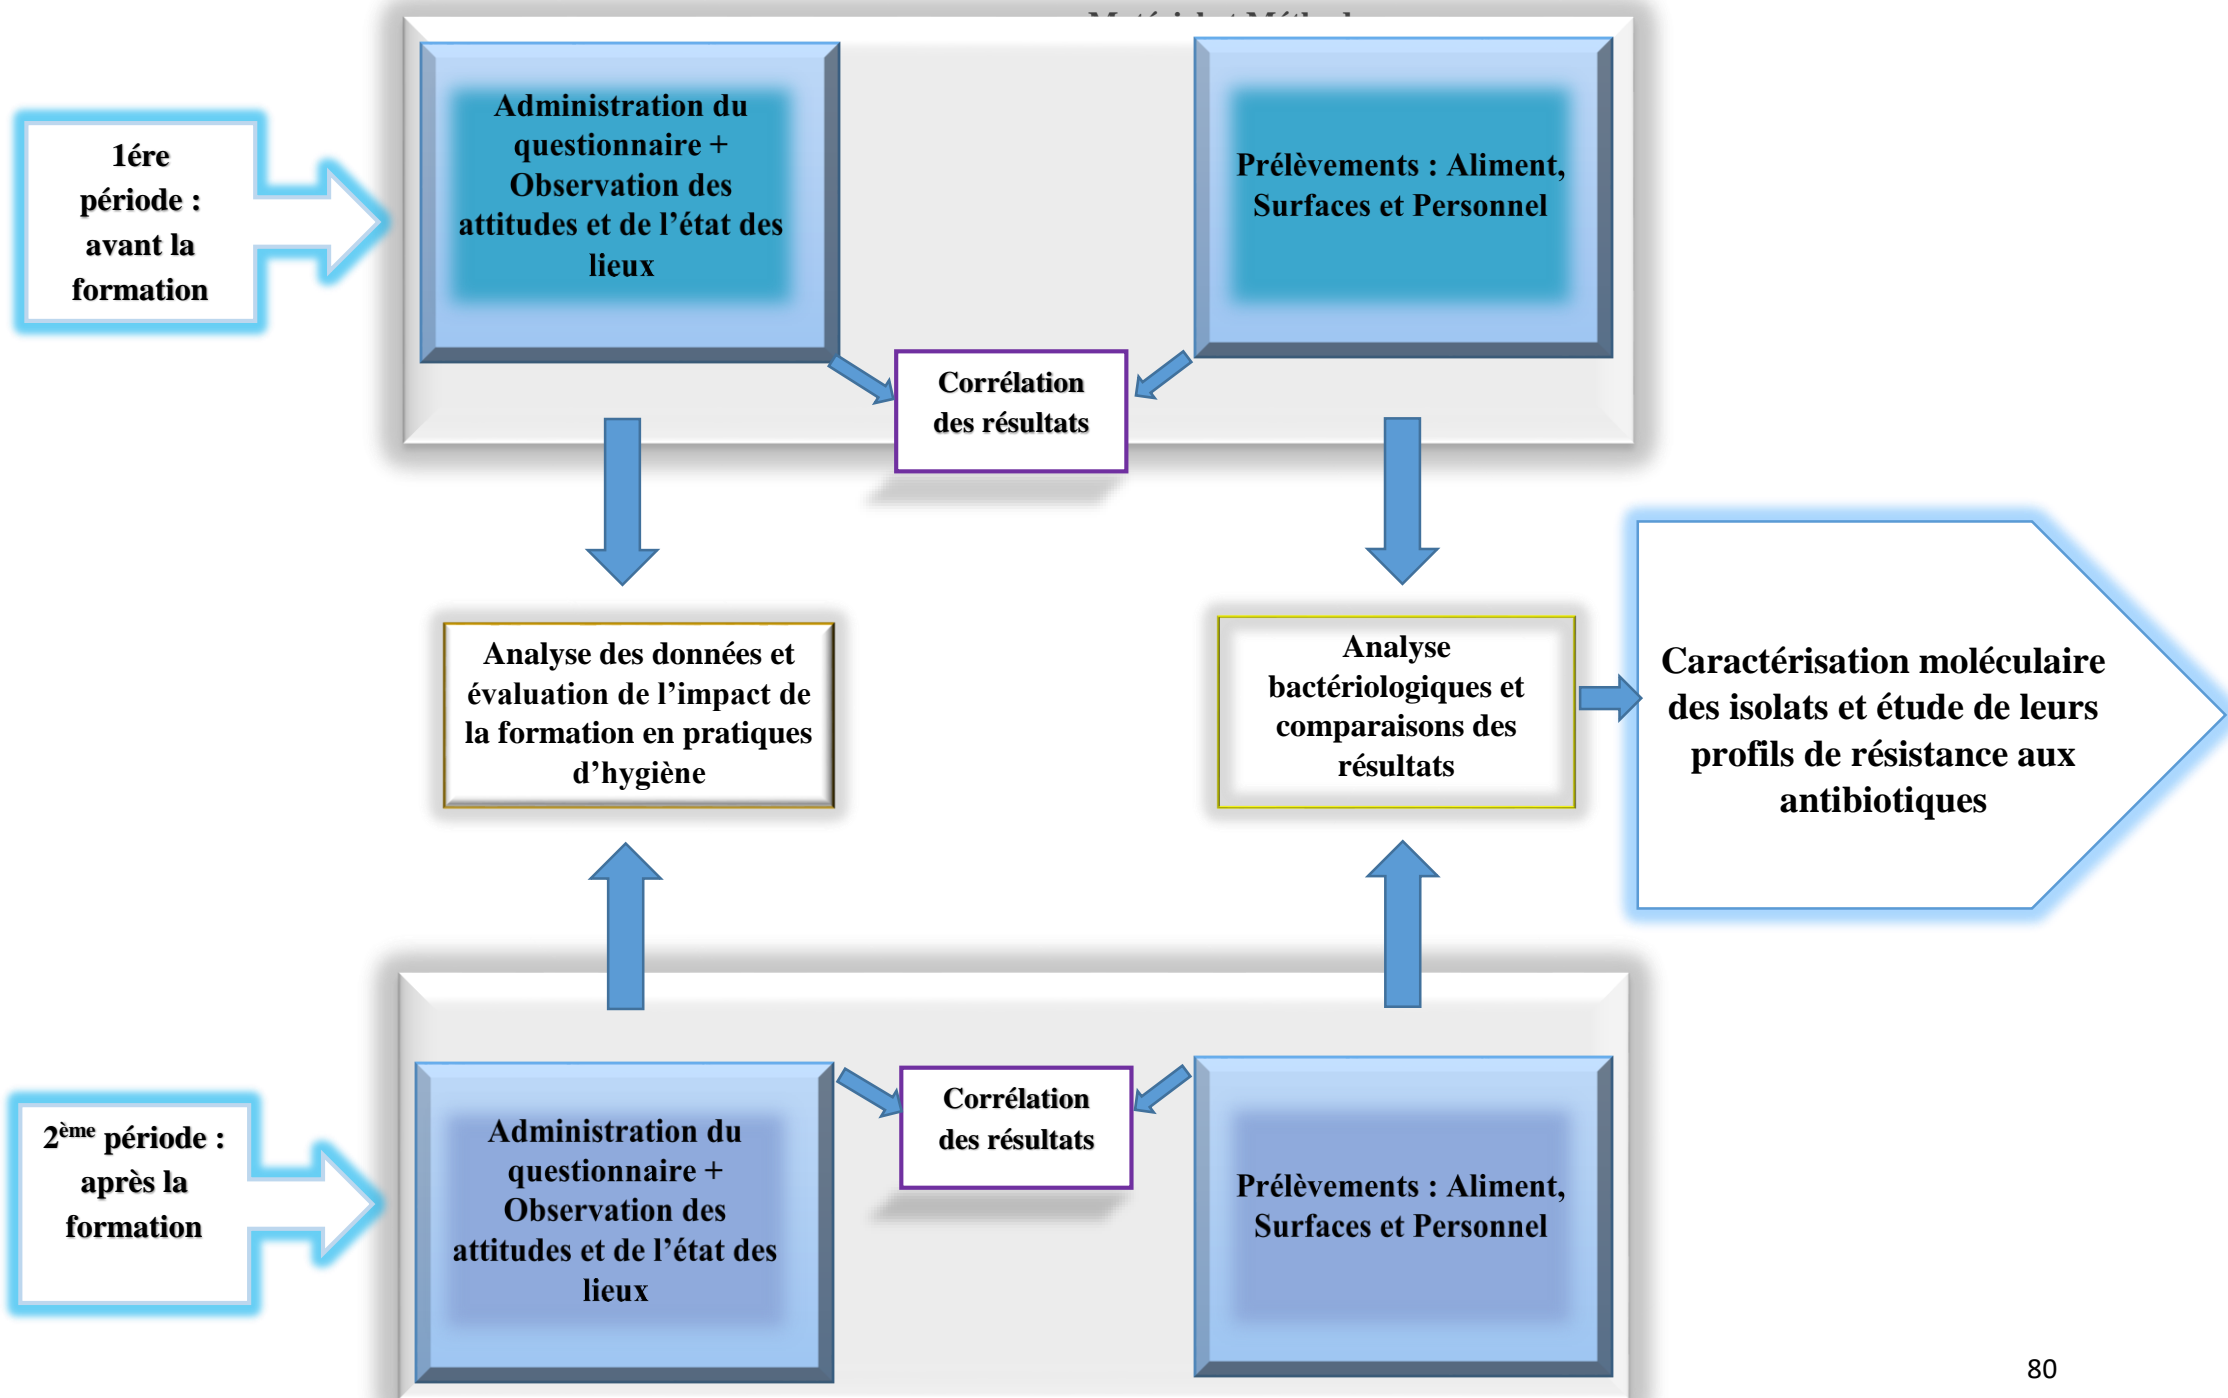 1ére
période :
avant la
formation
Administration du
questionnaire +
Observation des
attitudes et de l’état des
lieux
Prélèvements : Aliment,
Surfaces et Personnel
Corrélation
des résultats
Analyse des données et
évaluation de l’impact de
la formation en pratiques
d’hygiène
Analyse
bactériologiques et
comparaisons des
résultats
Caractérisation moléculaire
des isolats et étude de leurs
profils de résistance aux
antibiotiques
2ème période :
après la
formation
Administration du
questionnaire +
Observation des
attitudes et de l’état des
lieux
Corrélation
des résultats
Prélèvements : Aliment,
Surfaces et Personnel
80